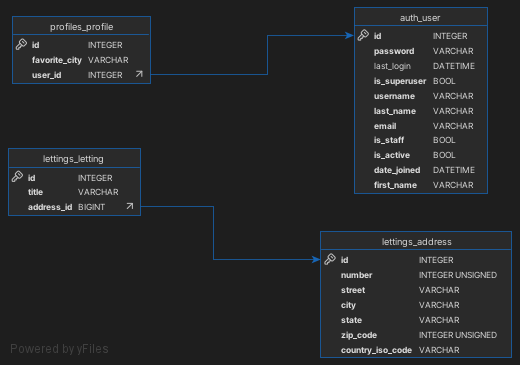 profiles_profile
id INTEGER
favorite_city VARCHAR
user_id INTEGER
auth_user
id INTEGER
password VARCHAR
last_login DATETIME
is_superuser BOOL
username VARCHAR
last_name VARCHAR
email VARCHAR
is_staff BOOL
is_active BOOL
date_joined DATETIME
first_name VARCHAR
lettings_letting
id INTEGER
title VARCHAR
address_id BIGINT
lettings_address
id INTEGER
number INTEGER UNSIGNED
street VARCHAR
city VARCHAR
state VARCHAR
zip_code INTEGER UNSIGNED
country_iso_code VARCHAR
Powered by yFiles